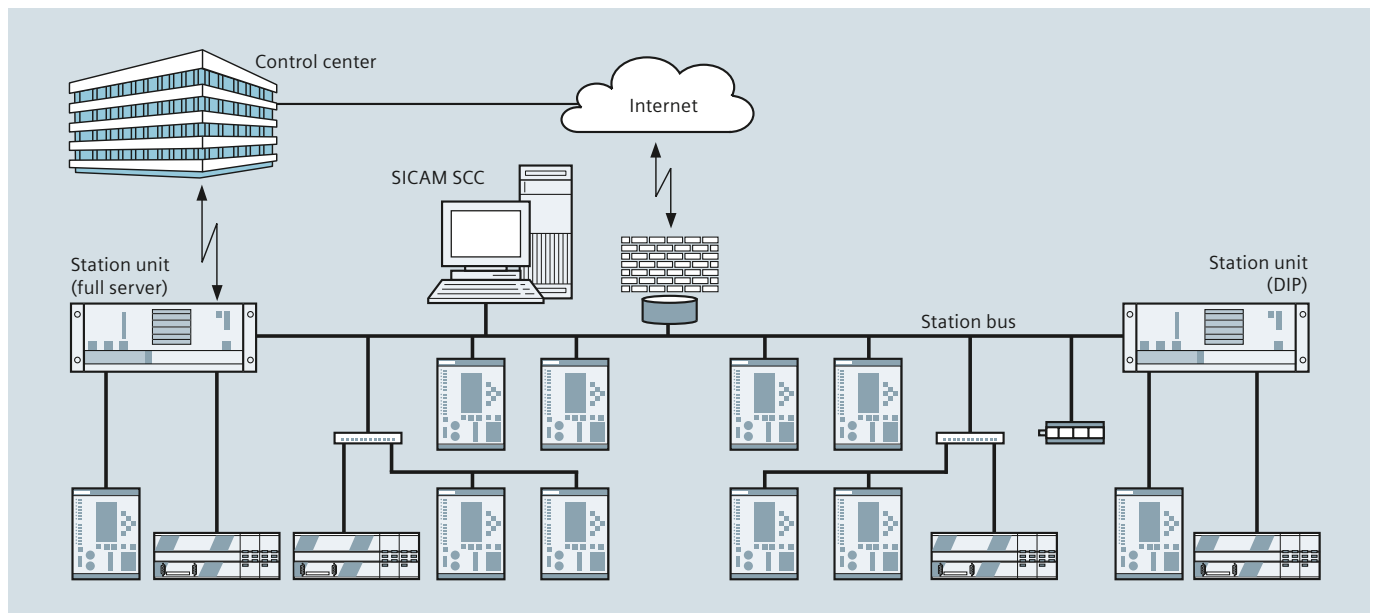 Control center
Internet
SICAM SCC
Station unit
(full server)
Station unit
(DIP)
Station bus